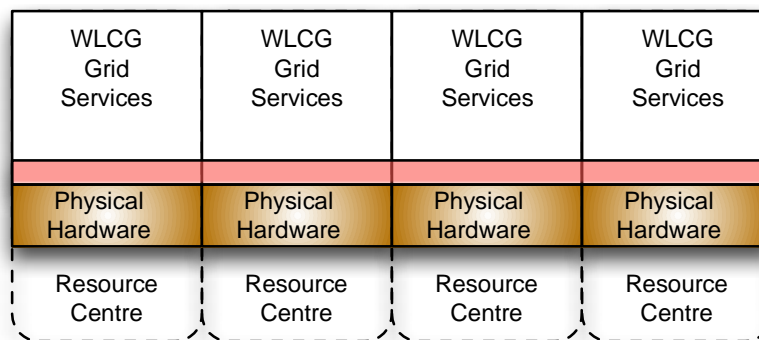 WLCG
Grid
Services
WLCG
Grid
Services
WLCG
Grid
Services
WLCG
Grid
Services
Physical
Hardware
Physical
Hardware
Physical
Hardware
Physical
Hardware
Resource
Centre
Resource
Centre
Resource
Centre
Resource
Centre